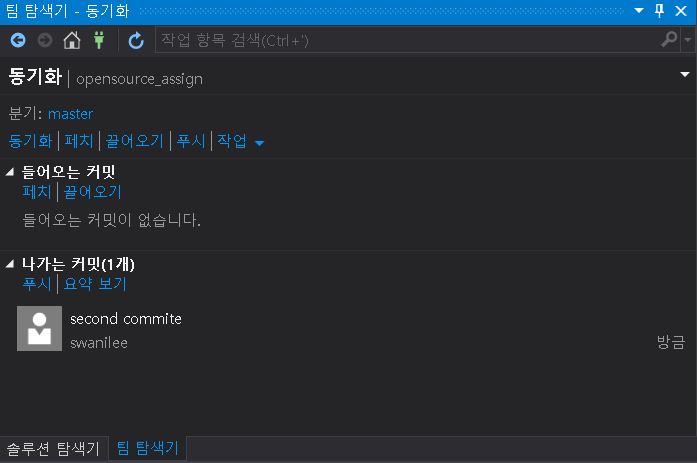 팀 탐색기 - 동기화
작업 항목 검색(Ctrl+')
동기화 | opensource_assign
분기: master
동기화 | 페치 | 끌어오기 | 푸시 | 작업
들어오는 커밋
페치 | 끌어오기
들어오는 커밋이 없습니다.
나가는 커밋(1개)
푸시 | 요약 보기
second commite
swanilee 방금
솔루션 탐색기 팀 탐색기